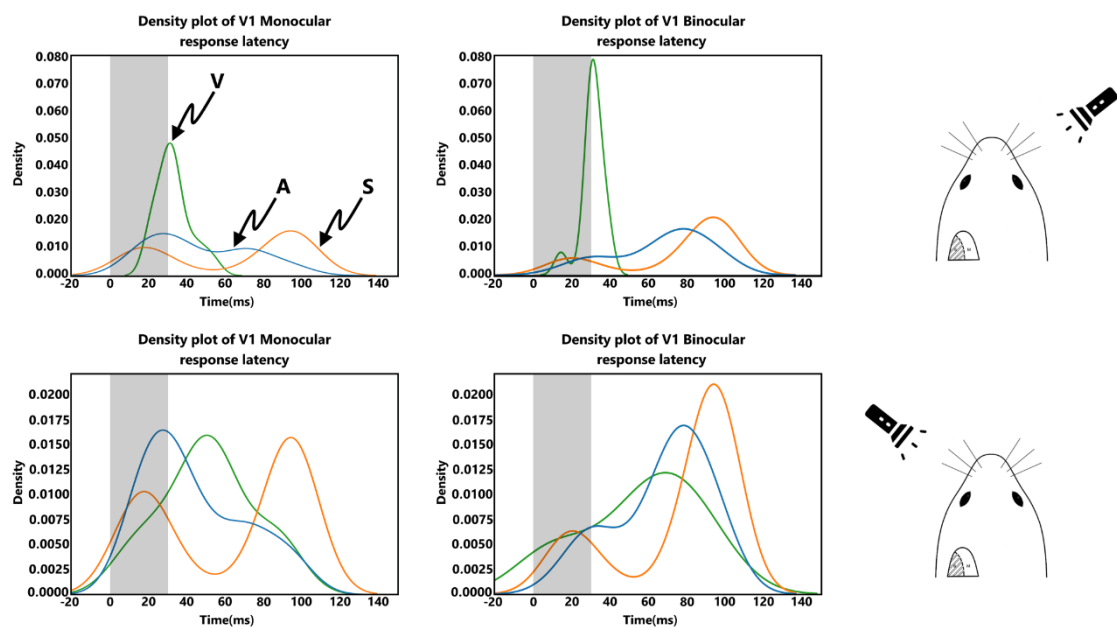 Density plot of V1 Monocular
response latency
0.080
0.070
0.060
0.050
0.040
0.030
0.020
0.010
0.000
Density
V
A
S
-20 0 20 40 60 80 100 120 140
Time(ms)
Density plot of V1 Binocular
response latency
0.080
0.070
0.060
0.050
0.040
0.030
0.020
0.010
0.000
Density
-20 0 20 40 60 80 100 120 140
Time(ms)
M
Density plot of V1 Monocular
response latency
0.0200
0.0175
0.0150
0.0125
0.0100
0.0075
0.0050
0.0025
0.0000
Density
-20 0 20 40 60 80 100 120 140
Time(ms)
Density plot of V1 Binocular
response latency
0.0200
0.0175
0.0150
0.0125
0.0100
0.0075
0.0050
0.0025
0.0000
Density
-20 0 20 40 60 80 100 120 140
Time(ms)
M